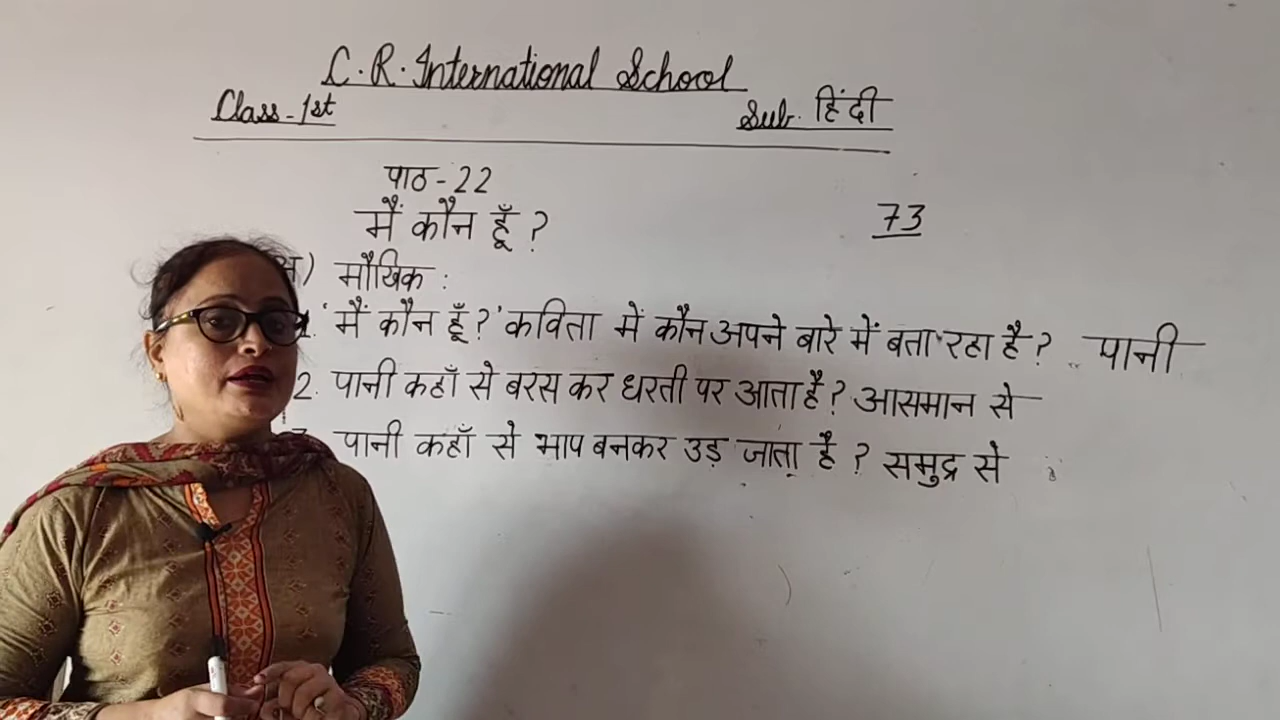 C.R. International School
Class-1st Sub. हिंदी
पाठ-22
मैं कौन हूँ ? 73
) मौखिक :
1. 'मैं कौन हूँ ?' कविता में कौन अपने बारे में बता रहा है ? पानी
2. पानी कहाँ से बरस कर धरती पर आता है ? आसमान से
पानी कहाँ से भाप बनकर उड़ जाता है ? समुद्र से